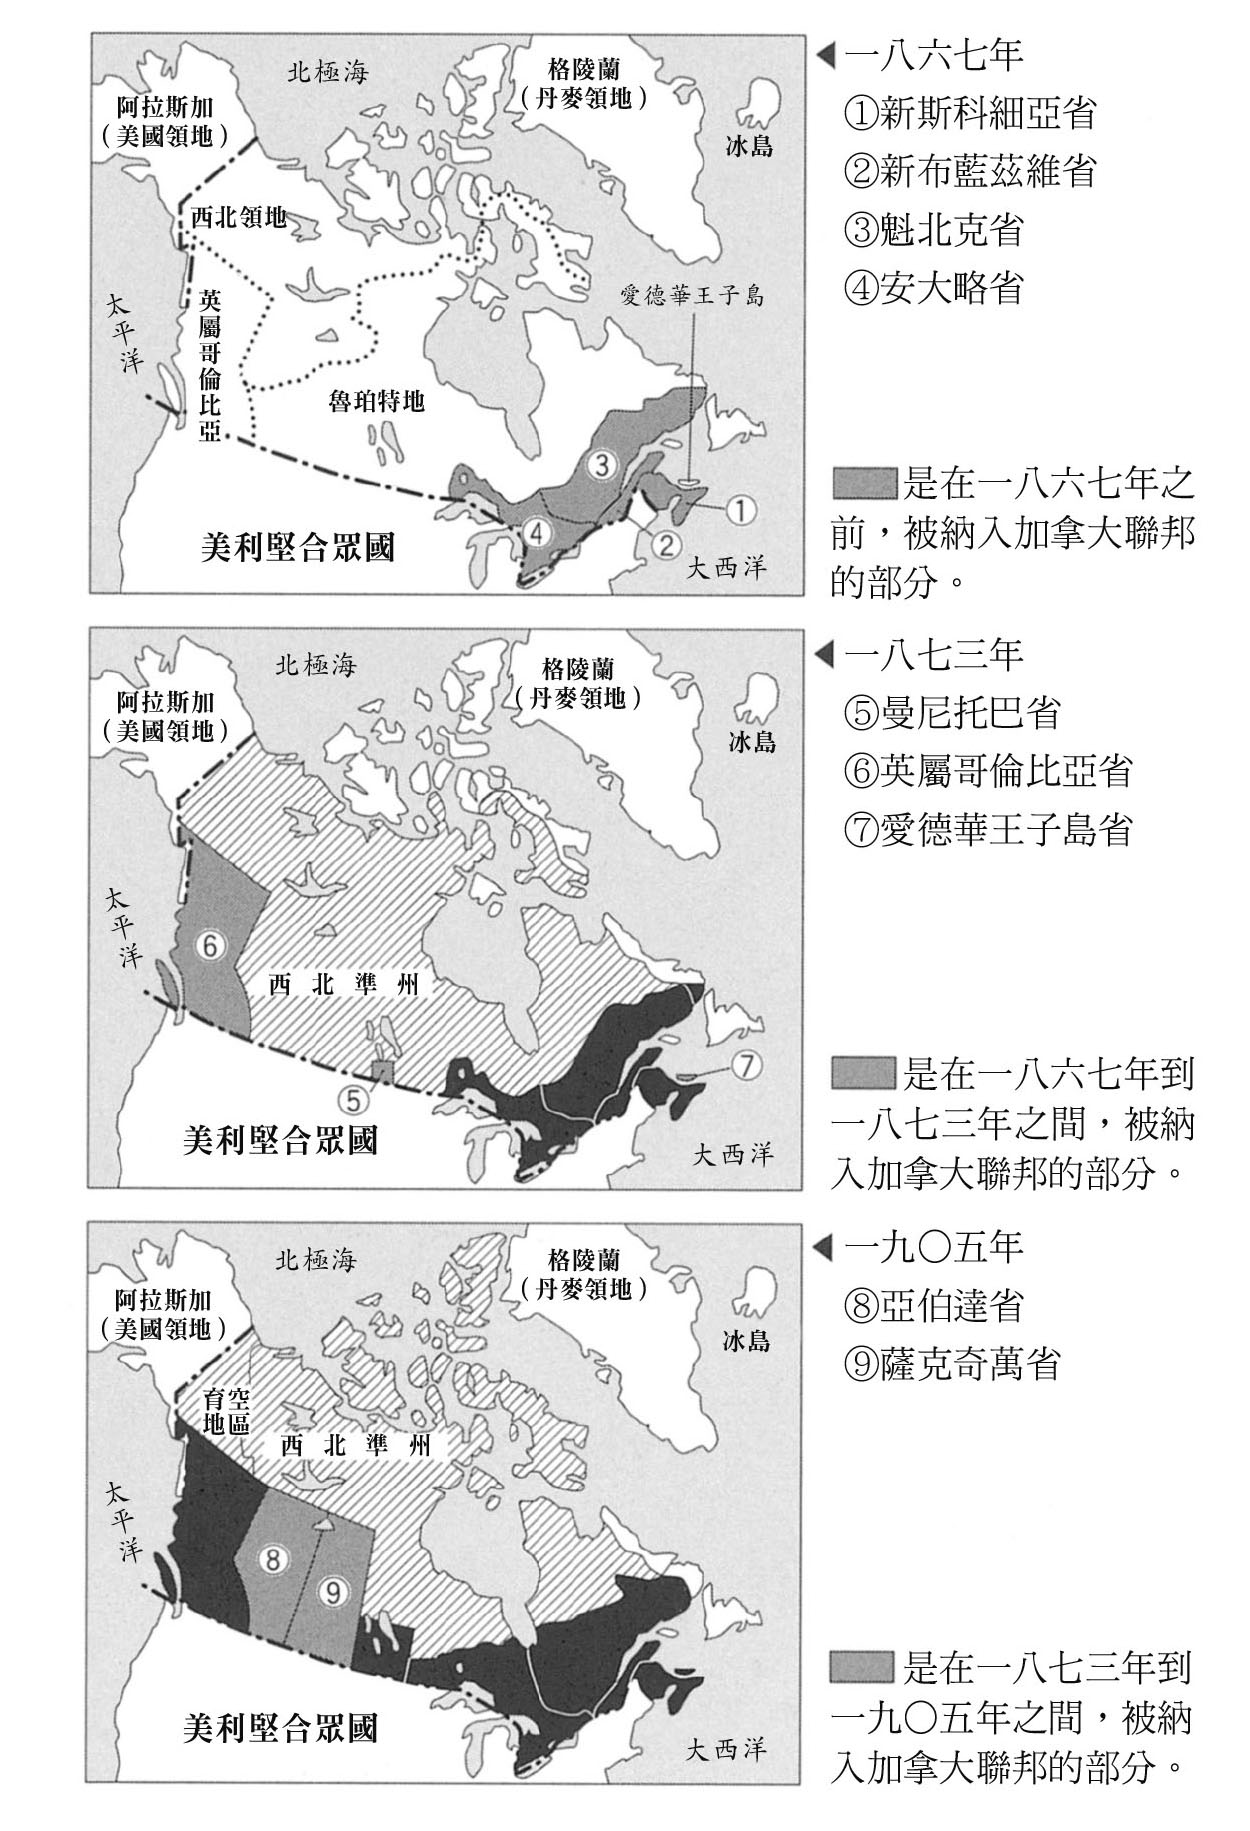 北極海
格陵蘭
（丹麥領地）
阿拉斯加
（美國領地）
冰島
西北領地
愛德華王子島
太平洋
英屬哥倫比亞
魯珀特地
③
①
④
②
美利堅合眾國
大西洋
一八六七年
①新斯科細亞省
②新布藍茲維省
③魁北克省
④安大略省
是在一八六七年之
前，被納入加拿大聯邦
的部分。
北極海
格陵蘭
（丹麥領地）
阿拉斯加
（美國領地）
冰島
太平洋
⑥
西北準州
⑦
⑤
美利堅合眾國
大西洋
一八七三年
⑤曼尼托巴省
⑥英屬哥倫比亞省
⑦愛德華王子島省
是在一八六七年到
一八七三年之間，被納
入加拿大聯邦的部分。
北極海
格陵蘭
（丹麥領地）
阿拉斯加
（美國領地）
冰島
育空
地區
西北準州
太平洋
⑧
⑨
美利堅合眾國
大西洋
一九〇五年
⑧亞伯達省
⑨薩克奇萬省
是在一八七三年到
一九〇五年之間，被納
入加拿大聯邦的部分。